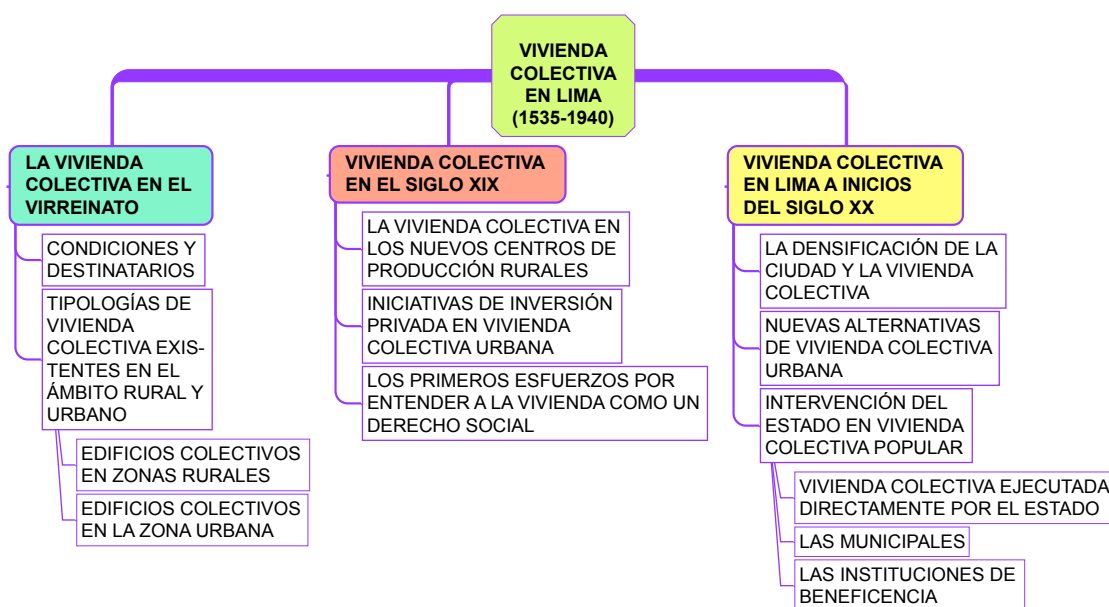 VIVIENDA
COLECTIVA
EN LIMA
(1535-1940)
LA VIVIENDA
COLECTIVA EN EL
VIRREINATO
CONDICIONES Y
DESTINATARIOS
TIPOLOGÍAS DE
VIVIENDA
COLECTIVA EXIS-
TENTES EN EL
ÁMBITO RURAL Y
URBANO
EDIFICIOS COLECTIVOS
EN ZONAS RURALES
EDIFICIOS COLECTIVOS
EN LA ZONA URBANA
VIVIENDA COLECTIVA
EN EL SIGLO XIX
LA VIVIENDA COLECTIVA EN
LOS NUEVOS CENTROS DE
PRODUCCIÓN RURALES
INICIATIVAS DE INVERSIÓN
PRIVADA EN VIVIENDA
COLECTIVA URBANA
LOS PRIMEROS ESFUERZOS POR
ENTENDER A LA VIVIENDA COMO UN
DERECHO SOCIAL
VIVIENDA COLECTIVA
EN LIMA A INICIOS
DEL SIGLO XX
LA DENSIFICACIÓN DE LA
CIUDAD Y LA VIVIENDA
COLECTIVA
NUEVAS ALTERNATIVAS
DE VIVIENDA COLECTIVA
URBANA
INTERVENCIÓN DEL
ESTADO EN VIVIENDA
COLECTIVA POPULAR
VIVIENDA COLECTIVA EJECUTADA
DIRECTAMENTE POR EL ESTADO
LAS MUNICIPALES
LAS INSTITUCIONES DE
BENEFICENCIA